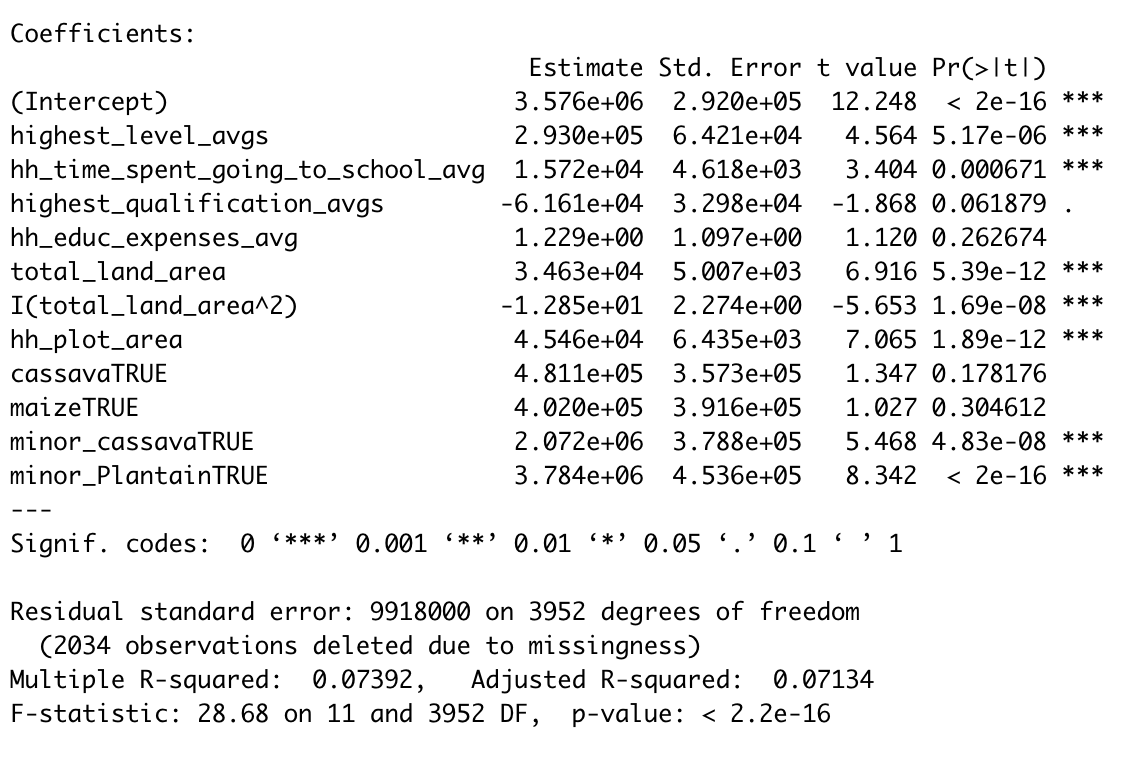 Coefficients:
Estimate Std. Error t value Pr(>|t|)
(Intercept) 3.576e+06 2.920e+05 12.248 < 2e-16 ***
highest_level_avgs 2.930e+05 6.421e+04 4.564 5.17e-06 ***
hh_time_spent_going_to_school_avg 1.572e+04 4.618e+03 3.404 0.000671 ***
highest_qualification_avgs -6.161e+04 3.298e+04 -1.868 0.061879 .
hh_educ_expenses_avg 1.229e+00 1.097e+00 1.120 0.262674
total_land_area 3.463e+04 5.007e+03 6.916 5.39e-12 ***
I(total_land_area^2) -1.285e+01 2.274e+00 -5.653 1.69e-08 ***
hh_plot_area 4.546e+04 6.435e+03 7.065 1.89e-12 ***
cassavaTRUE 4.811e+05 3.573e+05 1.347 0.178176
maizeTRUE 4.020e+05 3.916e+05 1.027 0.304612
minor_cassavaTRUE 2.072e+06 3.788e+05 5.468 4.83e-08 ***
minor_PlantainTRUE 3.784e+06 4.536e+05 8.342 < 2e-16 ***
---
Signif. codes: 0 ‘***’ 0.001 ‘**’ 0.01 ‘*’ 0.05 ‘.’ 0.1 ‘ ’ 1
Residual standard error: 9918000 on 3952 degrees of freedom
(2034 observations deleted due to missingness)
Multiple R-squared: 0.07392, Adjusted R-squared: 0.07134
F-statistic: 28.68 on 11 and 3952 DF, p-value: < 2.2e-16